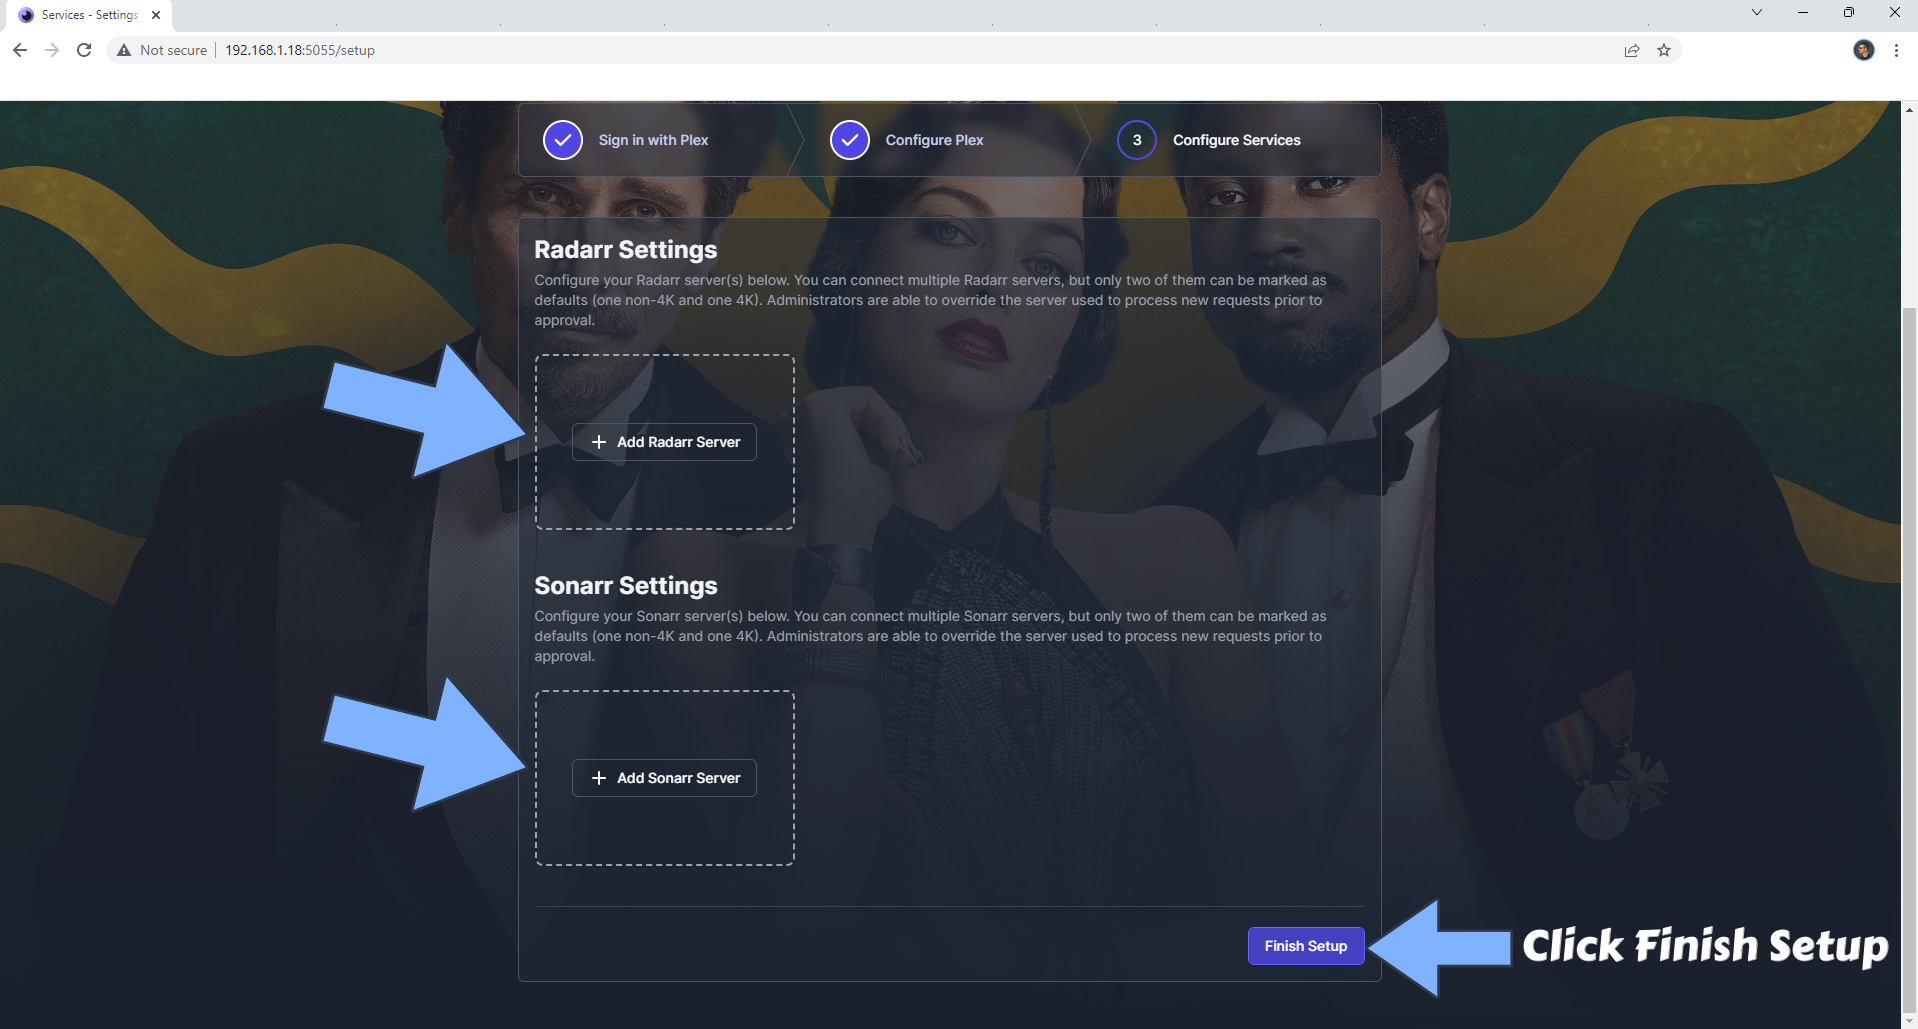 Services - Settings
Not secure
192.168.1.18:5055/setup
Sign in with Plex
Configure Plex
3
Configure Services
Radarr Settings
Configure your Radarr server(s) below. You can connect multiple Radarr servers, but only two of them can be marked as
defaults (one non-4K and one 4K). Administrators are able to override the server used to process new requests prior to
approval.
Add Radarr Server
Sonarr Settings
Configure your Sonarr server(s) below. You can connect multiple Sonarr servers, but only two of them can be marked as
defaults (one non-4K and one 4K). Administrators are able to override the server used to process new requests prior to
approval.
Add Sonarr Server
Finish Setup
Click Finish Setup